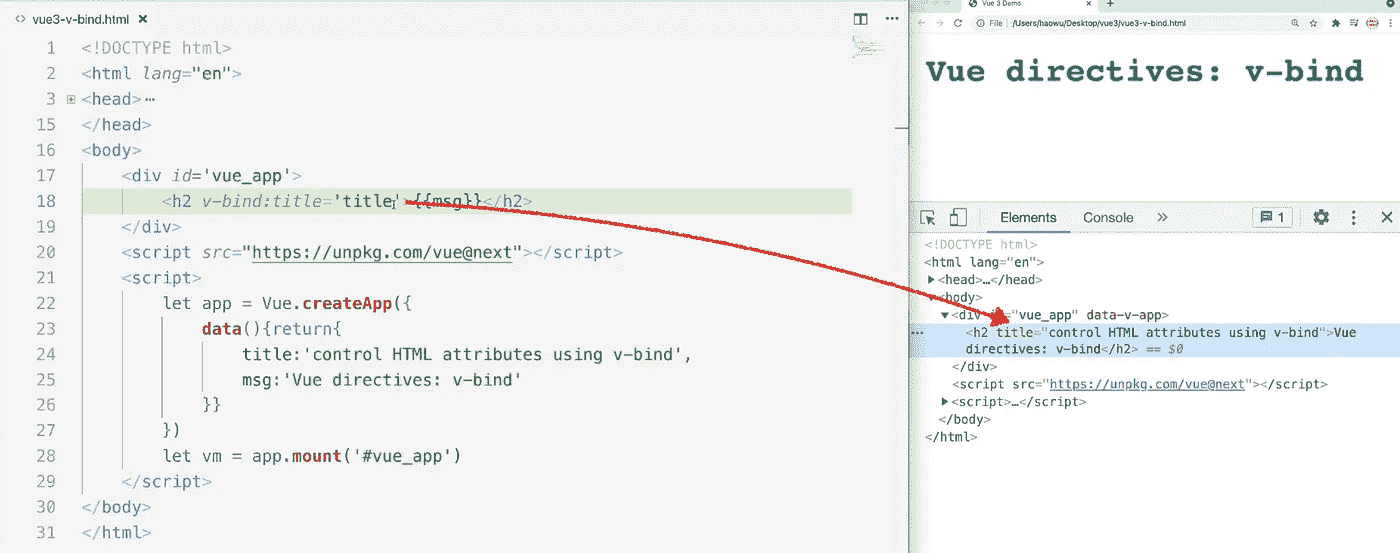 vue3-v-bind.html
1 <!DOCTYPE html>
2 <html lang="en">
3 <head>…
15 </head>
16 <body>
17 <div id='vue_app'>
18 <h2 v-bind:title='title'>{{msg}}</h2>
19 </div>
20 <script src="https://unpkg.com/vue@next"></script>
21 <script>
22 let app = Vue.createApp({
23 data(){return{
24 title:'control HTML attributes using v-bind',
25 msg:'Vue directives: v-bind'
26 }}
27 })
28 let vm = app.mount('#vue_app')
29 </script>
30 </body>
31 </html>
Vue 3 Demo
File /Users/haowu/Desktop/vue3/vue3-v-bind.html
Vue directives: v-bind
Elements Console 1
<!DOCTYPE html>
<html lang="en">
<head>…</head>
<body>
<div id="vue_app" data-v-app>
<h2 title="control HTML attributes using v-bind">Vue
directives: v-bind</h2> == $0
</div>
<script src="https://unpkg.com/vue@next"></script>
<script>…</script>
</body>
</html>